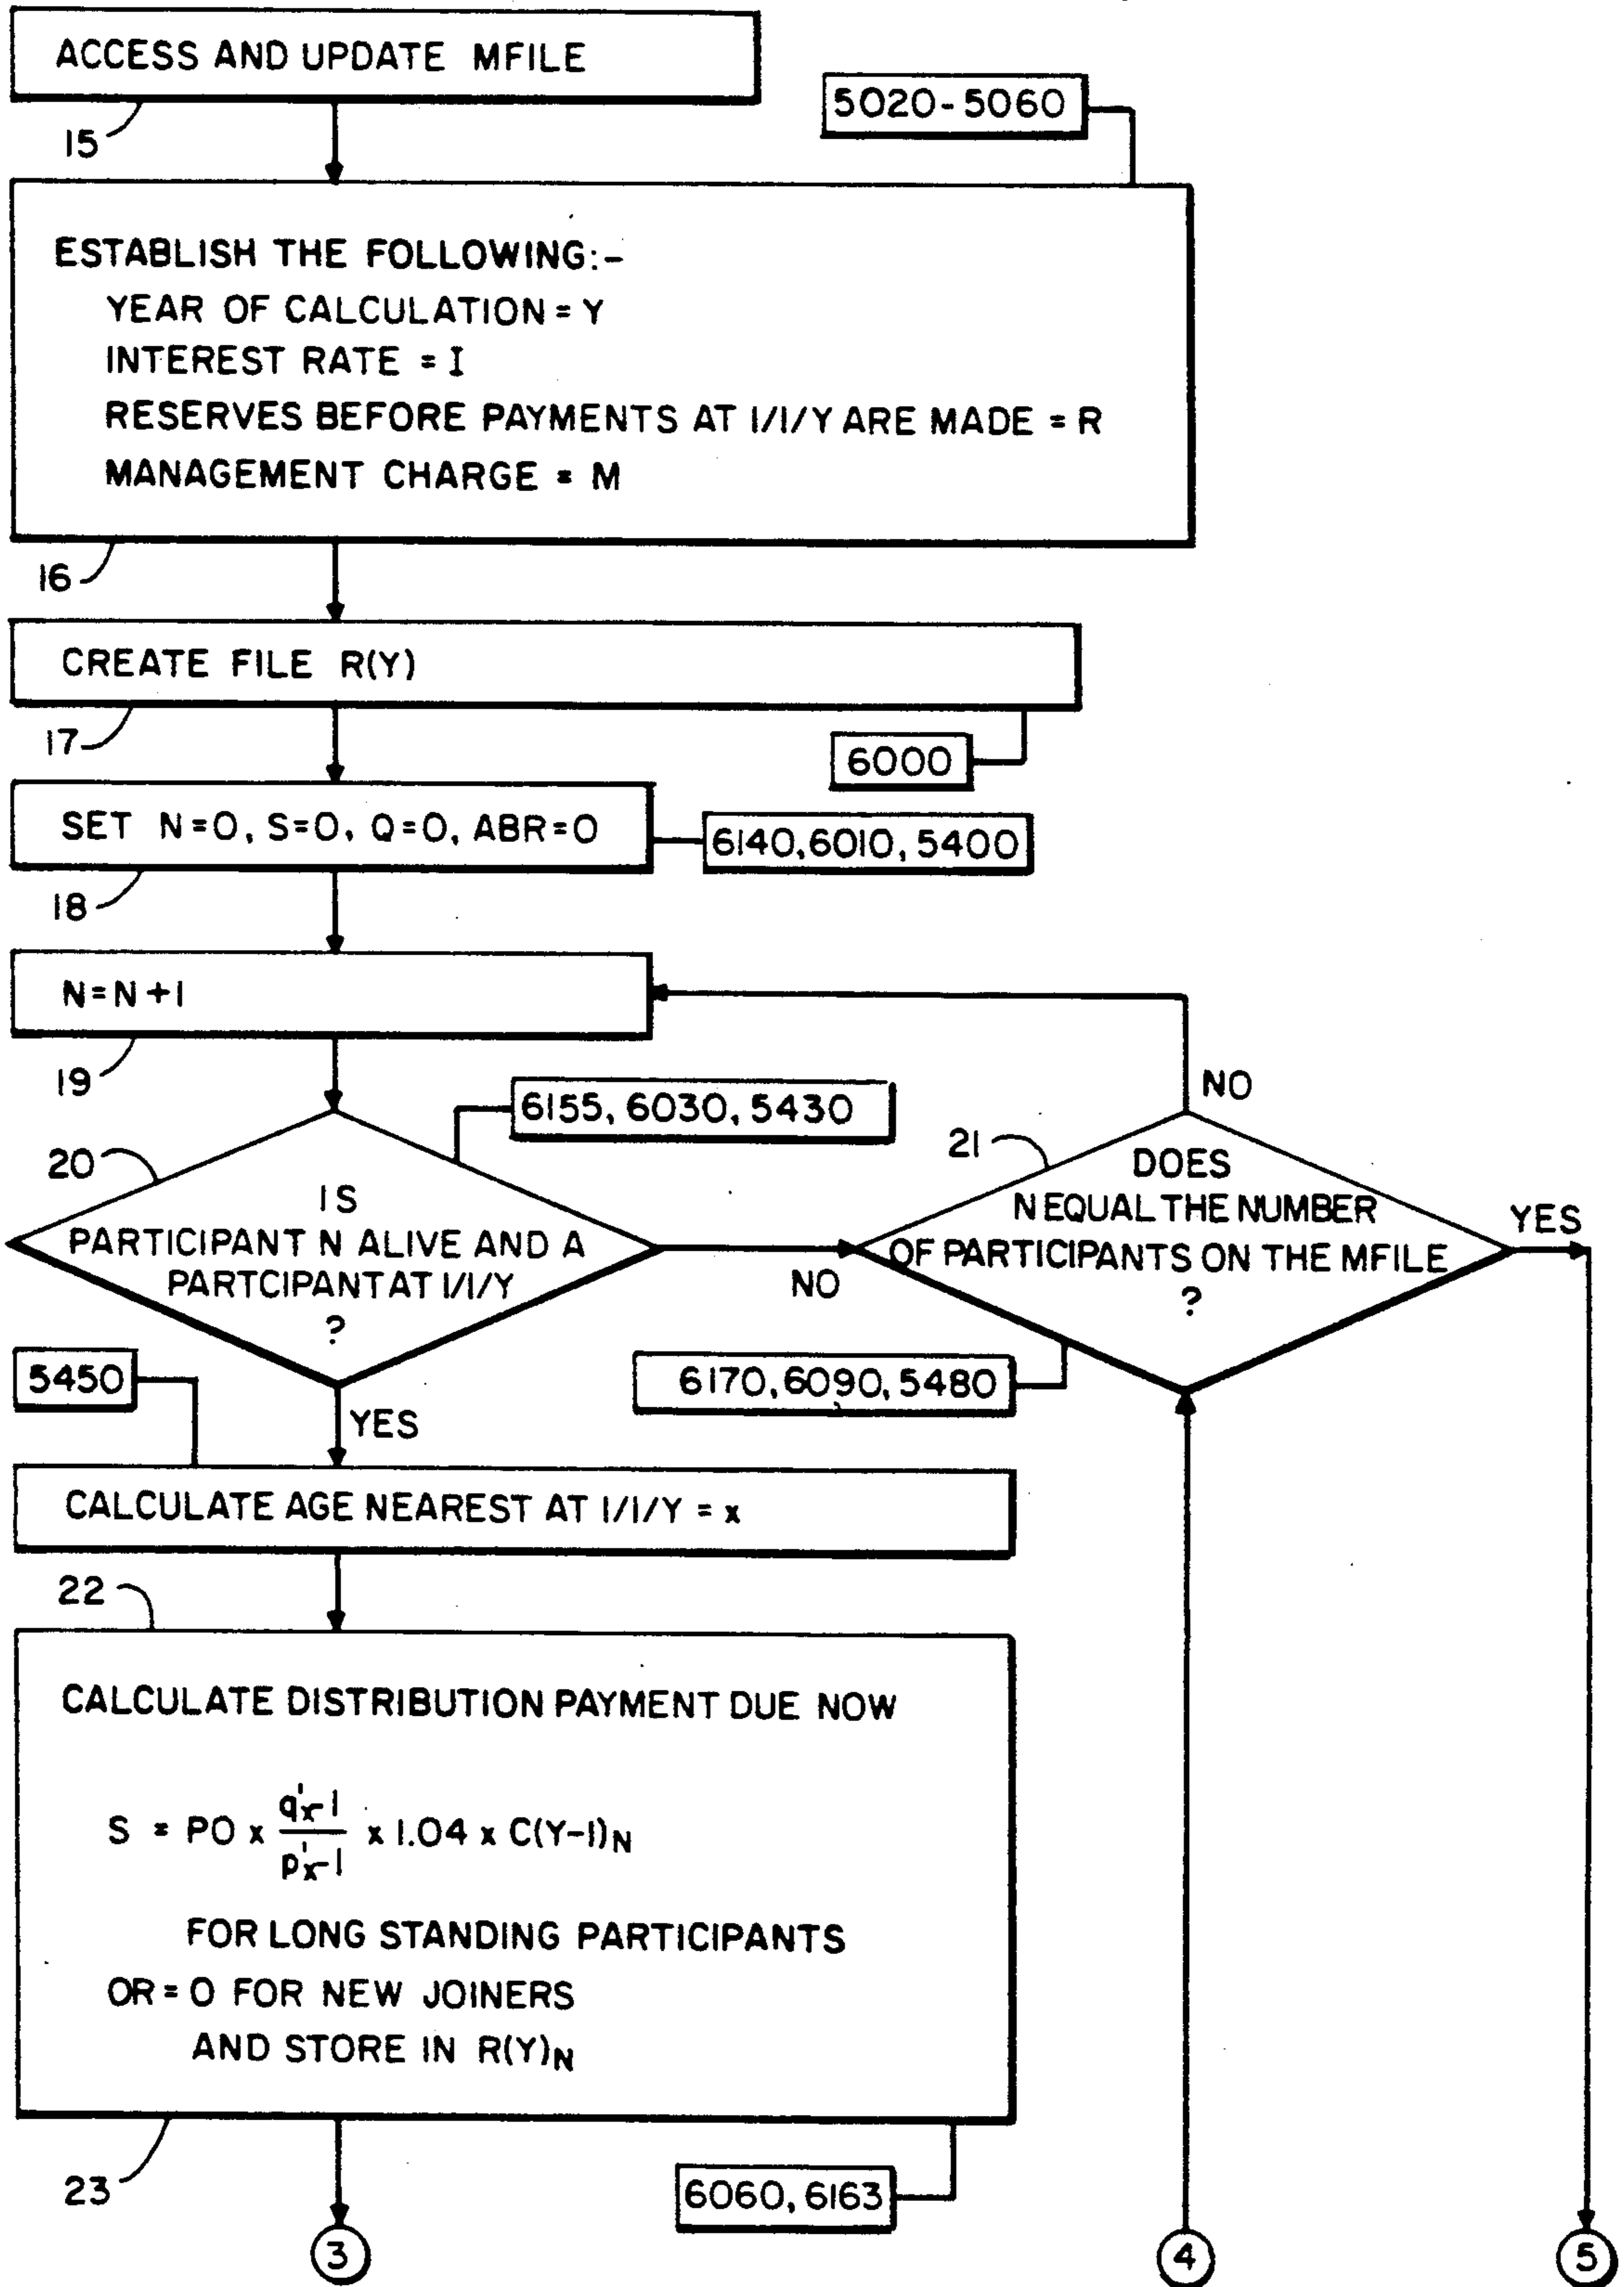 ACCESS AND UPDATE MFILE
15
5020-5060
ESTABLISH THE FOLLOWING:-
YEAR OF CALCULATION = Y
INTEREST RATE = I
RESERVES BEFORE PAYMENTS AT 1/1/Y ARE MADE = R
MANAGEMENT CHARGE = M
16
CREATE FILE R(Y)
17
6000
SET N=0, S=0, Q=0, ABR=0
6140,6010,5400
18
N=N+1
19
6155,6030,5430
20
IS
PARTICIPANT N ALIVE AND A
PARTCIPANT AT 1/1/Y
?
NO
21
DOES
N EQUAL THE NUMBER
OF PARTICIPANTS ON THE MFILE
?
NO
YES
6170,6090,5480
5450
YES
CALCULATE AGE NEAREST AT 1/1/Y = x
22
CALCULATE DISTRIBUTION PAYMENT DUE NOW
S = PO x q'x-1 / p'x-1 x 1.04 x C(Y-1)N
FOR LONG STANDING PARTICIPANTS
OR = 0 FOR NEW JOINERS
AND STORE IN R(Y)N
23
6060,6163
3
4
5